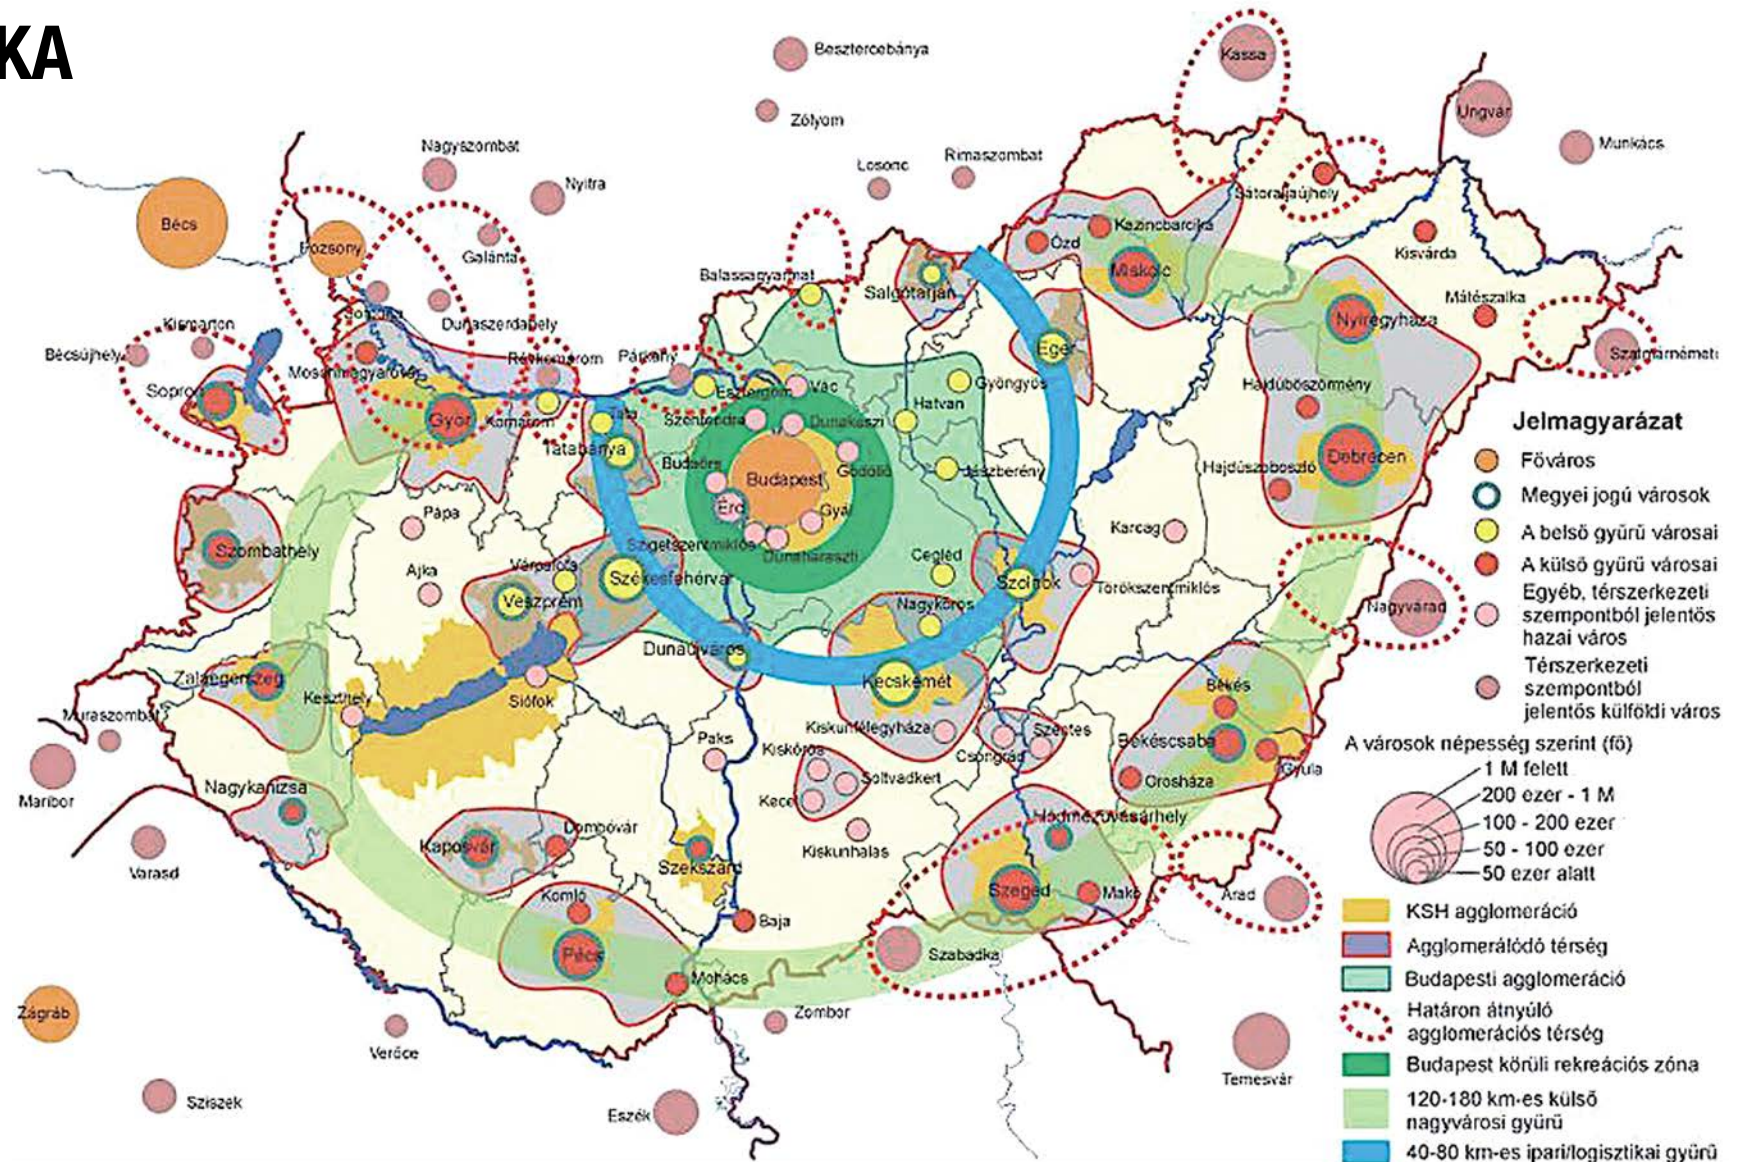 KA
Besztercebánya
Kassa
Zólyom
Ungvár
Munkács
Nagyszombat
Losonc
Rimaszombat
Nyitra
Sátoraljaújhely
Bécs
Pozsony
Galánta
Kazincbarcika
Ózd
Kisvárda
Miskolc
Balassagyarmat
Salgótarján
Mátészalka
Somorja
Dunaszerdahely
Kismarton
Nyíregyháza
Bécsújhely
Révkomárom
Párkány
Eger
Szatmárnémeti
Mosonmagyaróvár
Sopron
Esztergom
Vác
Gyöngyös
Hajdúböszörmény
Hatvan
Győr
Komárom
Tata
Szentendre
Dunakeszi
Tatabánya
Budaörs
Gödöllő
Jászberény
Hajdúszoboszló
Debrecen
Budapest
Pápa
Érd
Gyál
Karcag
Szombathely
Szigetszentmiklós
Dunaharaszti
Cegléd
Ajka
Várpalota
Székesfehérvár
Szolnok
Törökszentmiklós
Veszprém
Nagykőrös
Nagyvárad
Dunaújváros
Zalaegerszeg
Kecskemét
Békés
Keszthely
Siófok
Muraszombat
Kiskunfélegyháza
Szentes
Paks
Kiskőrös
Csongrád
Békéscsaba
Gyula
Maribor
Soltvadkert
Orosháza
Nagykanizsa
Kecel
Hódmezővásárhely
Dombóvár
Kaposvár
Kiskunhalas
Varasd
Szekszárd
Szeged
Makó
Arad
Komló
Baja
Pécs
Szabadka
Mohács
Zágráb
Zombor
Verőce
Temesvár
Sziszek
Eszék
Jelmagyarázat
Főváros
Megyei jogú városok
A belső gyűrű városai
A külső gyűrű városai
Egyéb, térszerkezeti
szempontból jelentős
hazai város
Térszerkezeti
szempontból
jelentős külföldi város
A városok népesség szerint (fő)
1 M felett
200 ezer - 1 M
100 - 200 ezer
50 - 100 ezer
50 ezer alatt
KSH agglomeráció
Agglomerálódó térség
Budapesti agglomeráció
Határon átnyúló
agglomerációs térség
Budapest körüli rekreációs zóna
120-180 km-es külső
nagyvárosi gyűrű
40-80 km-es ipari/logisztikai gyűrű